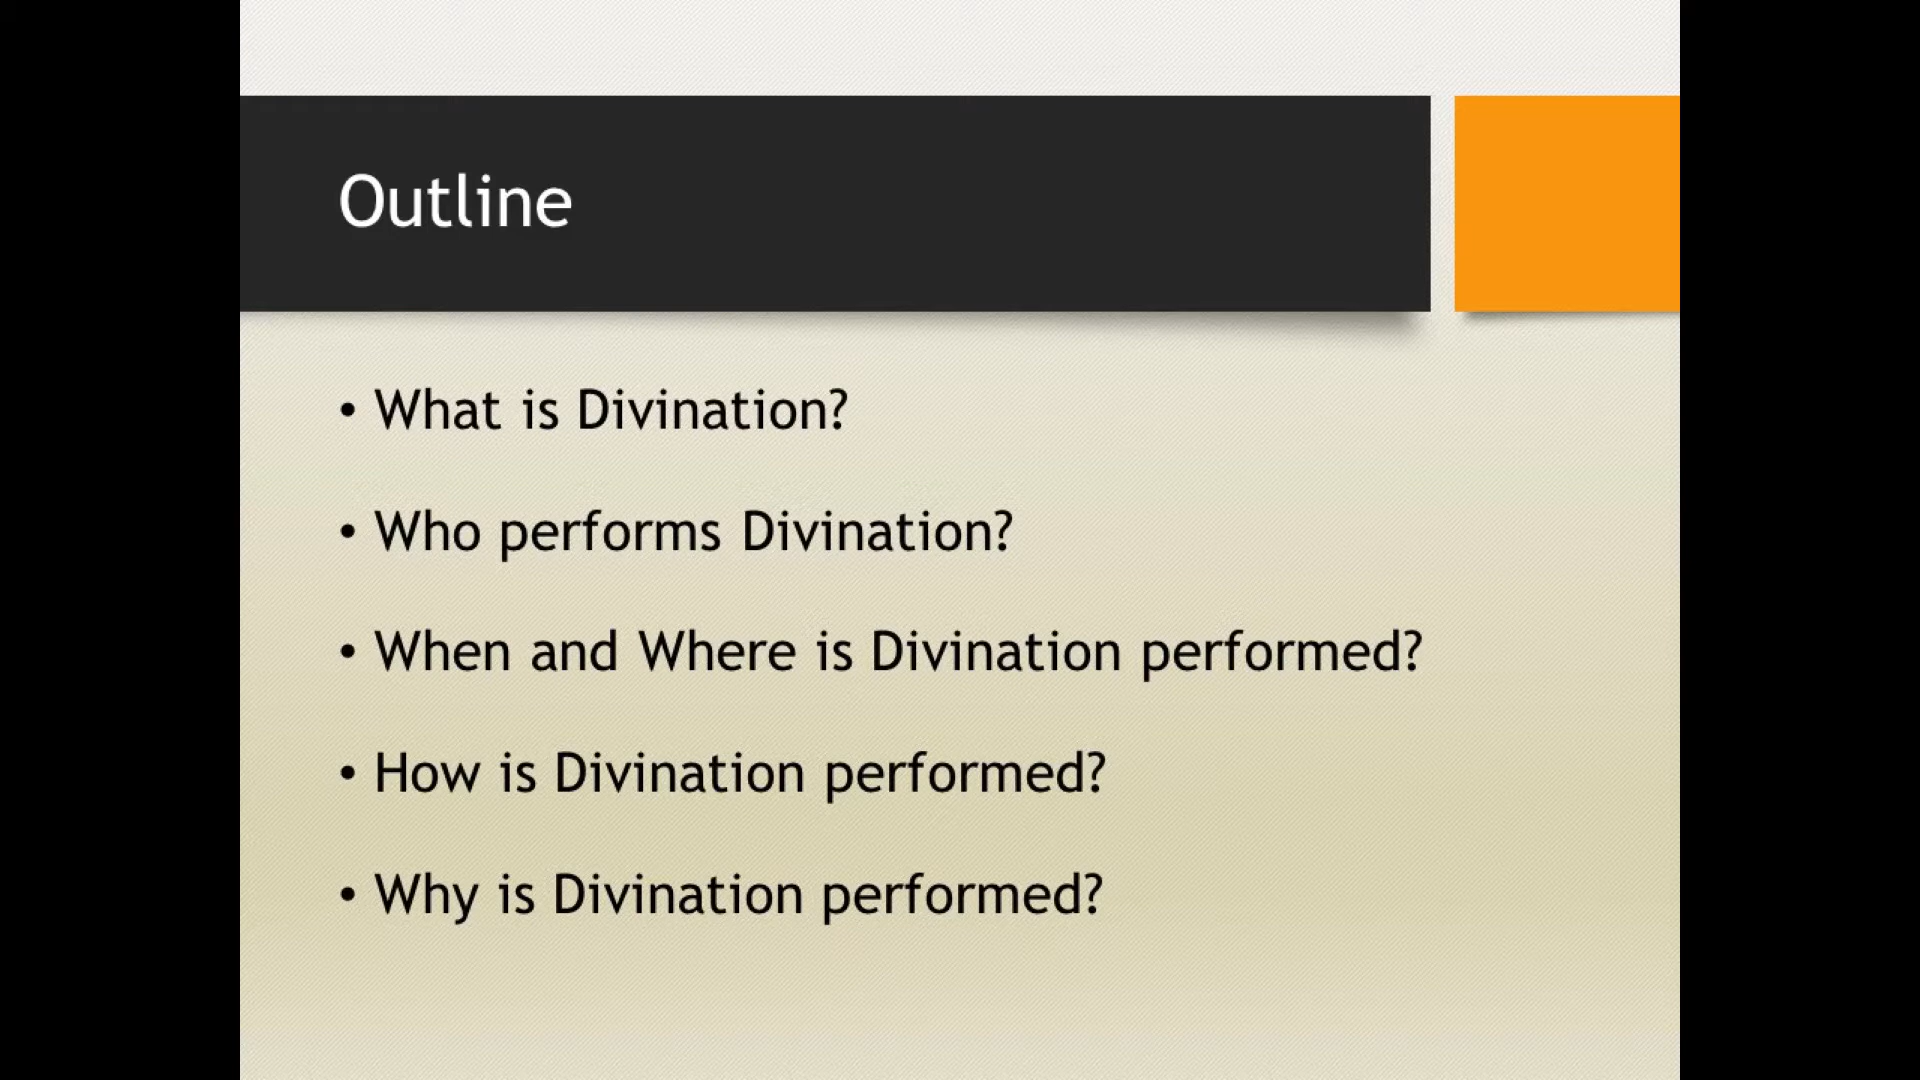 Outline
• What is Divination?
• Who performs Divination?
• When and Where is Divination performed?
• How is Divination performed?
• Why is Divination performed?